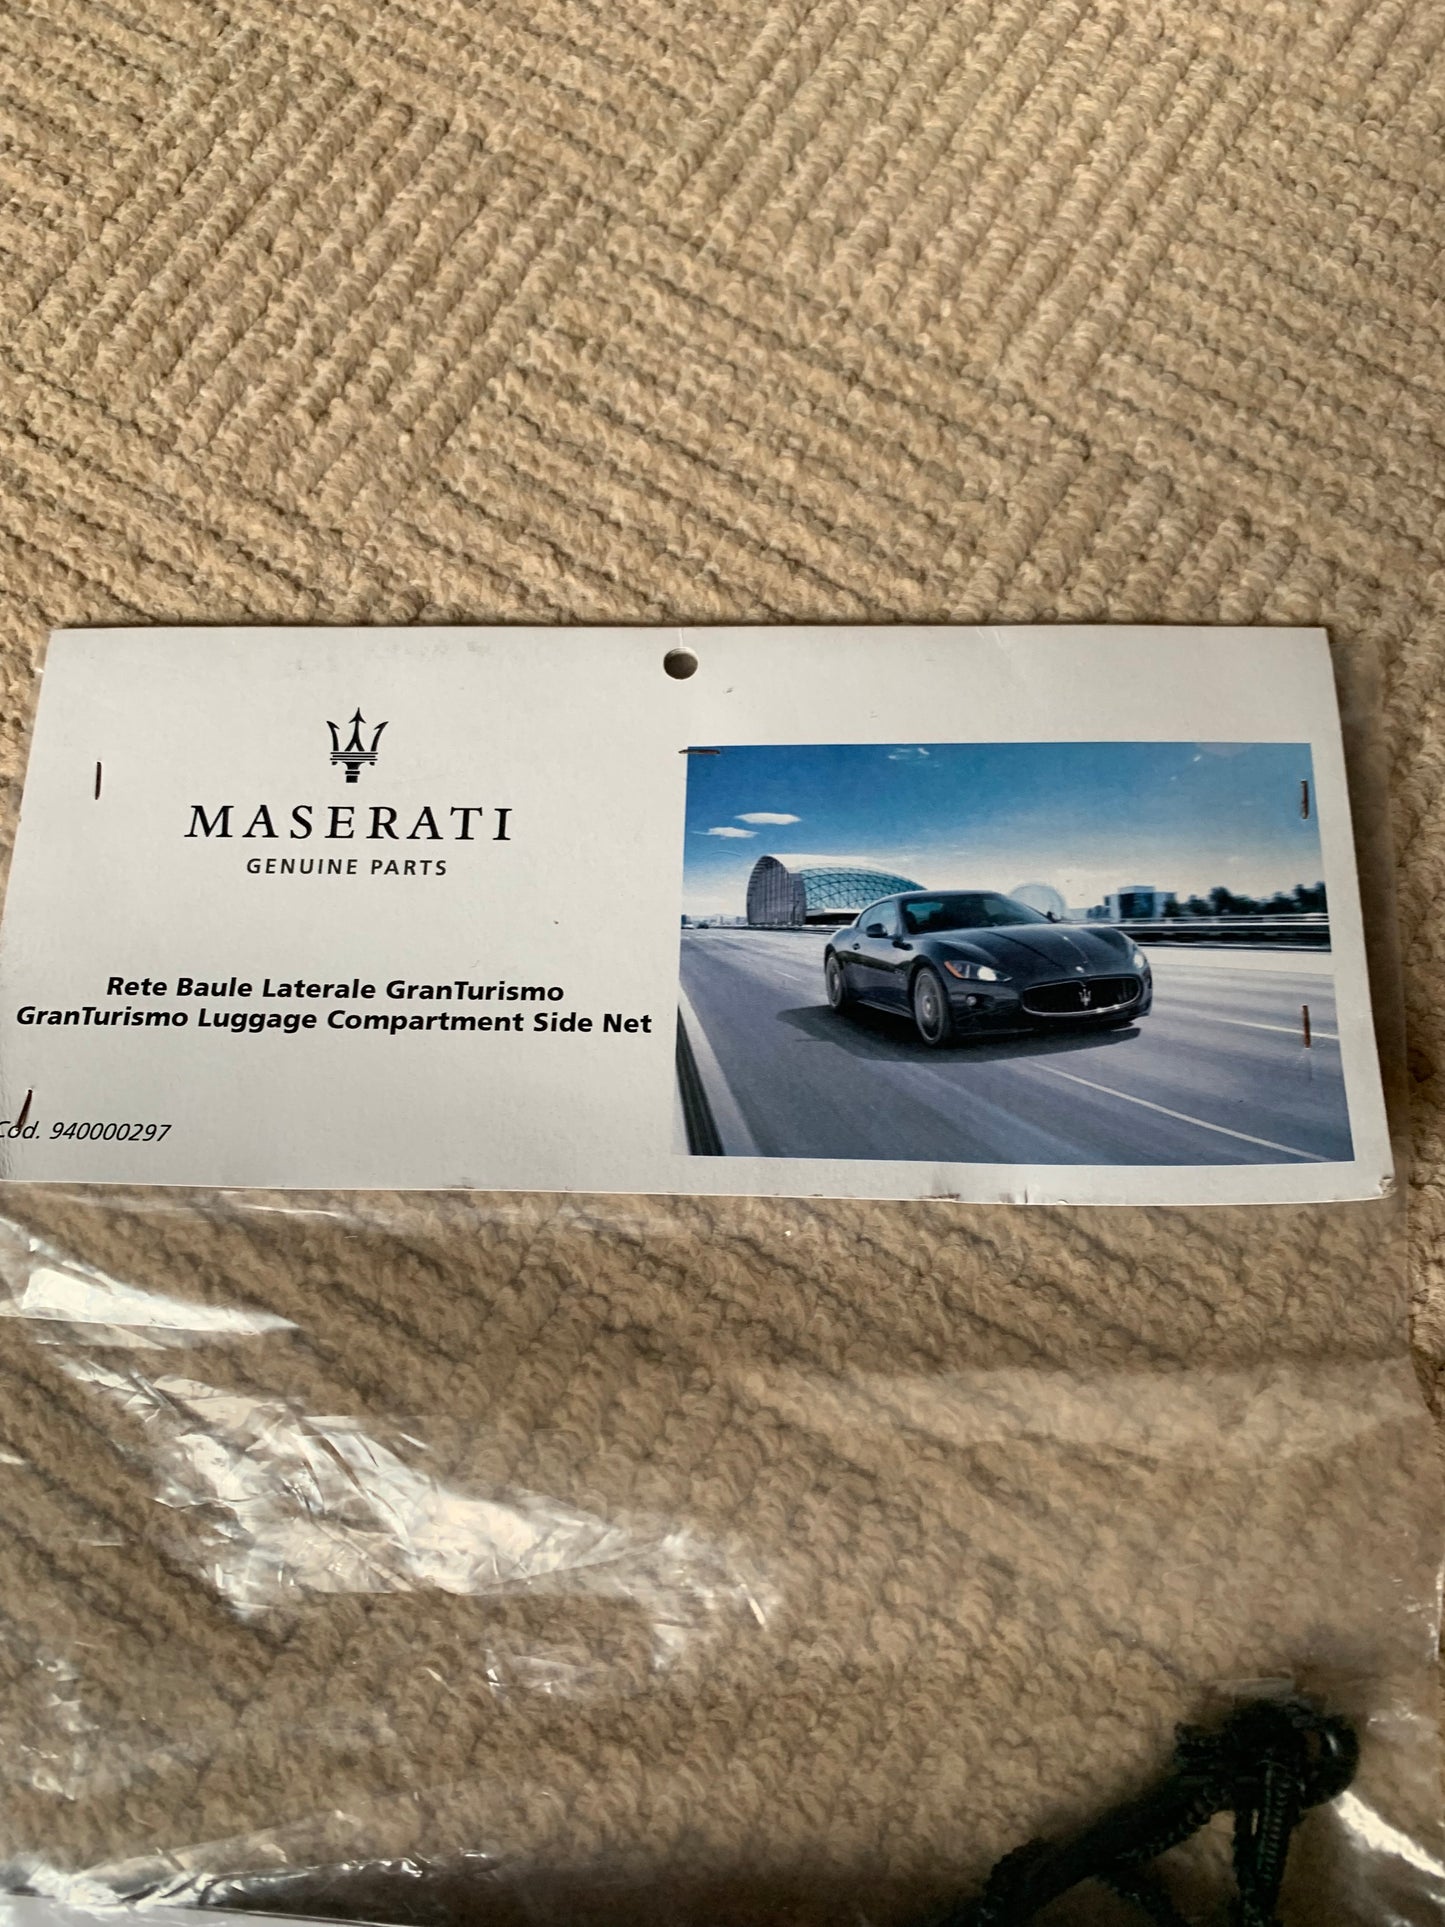 MASERATI
GENUINE PARTS
Rete Baule Laterale GranTurismo
GranTurismo Luggage Compartment Side Net
Cod. 940000297